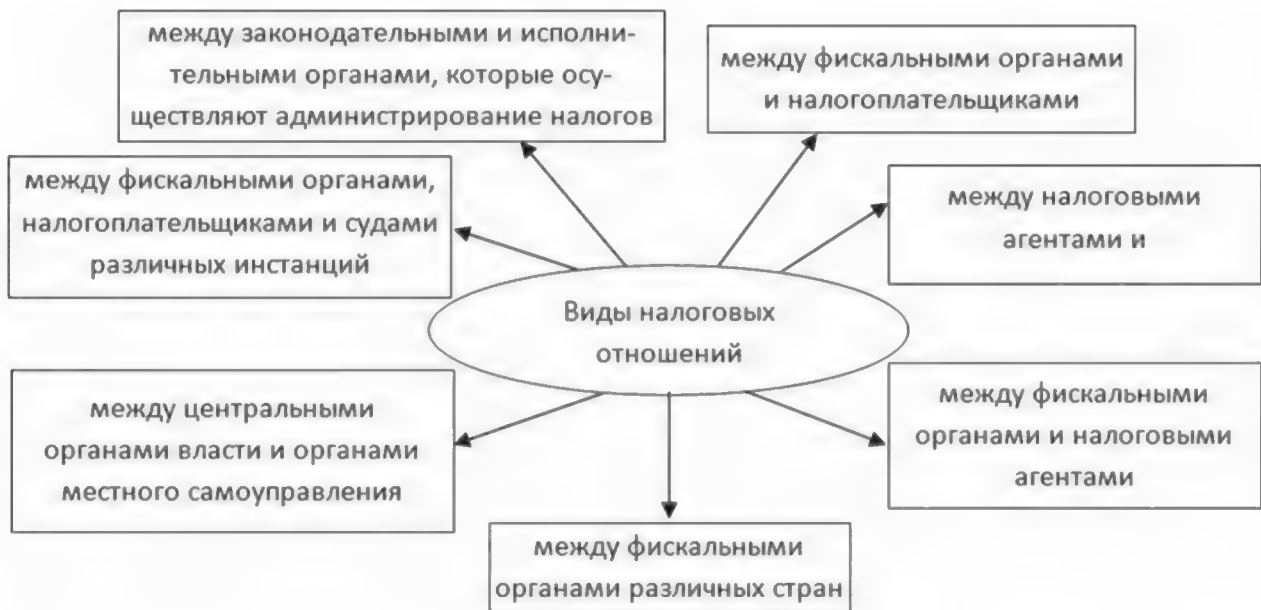 между законодательными и исполни-
тельными органами, которые осу-
ществляют администрирование налогов
между фискальными органами
и налогоплательщиками
между фискальными органами,
налогоплательщиками и судами
различных инстанций
между налоговыми
агентами и
Виды налоговых
отношений
между центральными
органами власти и органами
местного самоуправления
между фискальными
органами и налоговыми
агентами
между фискальными
органами различных стран